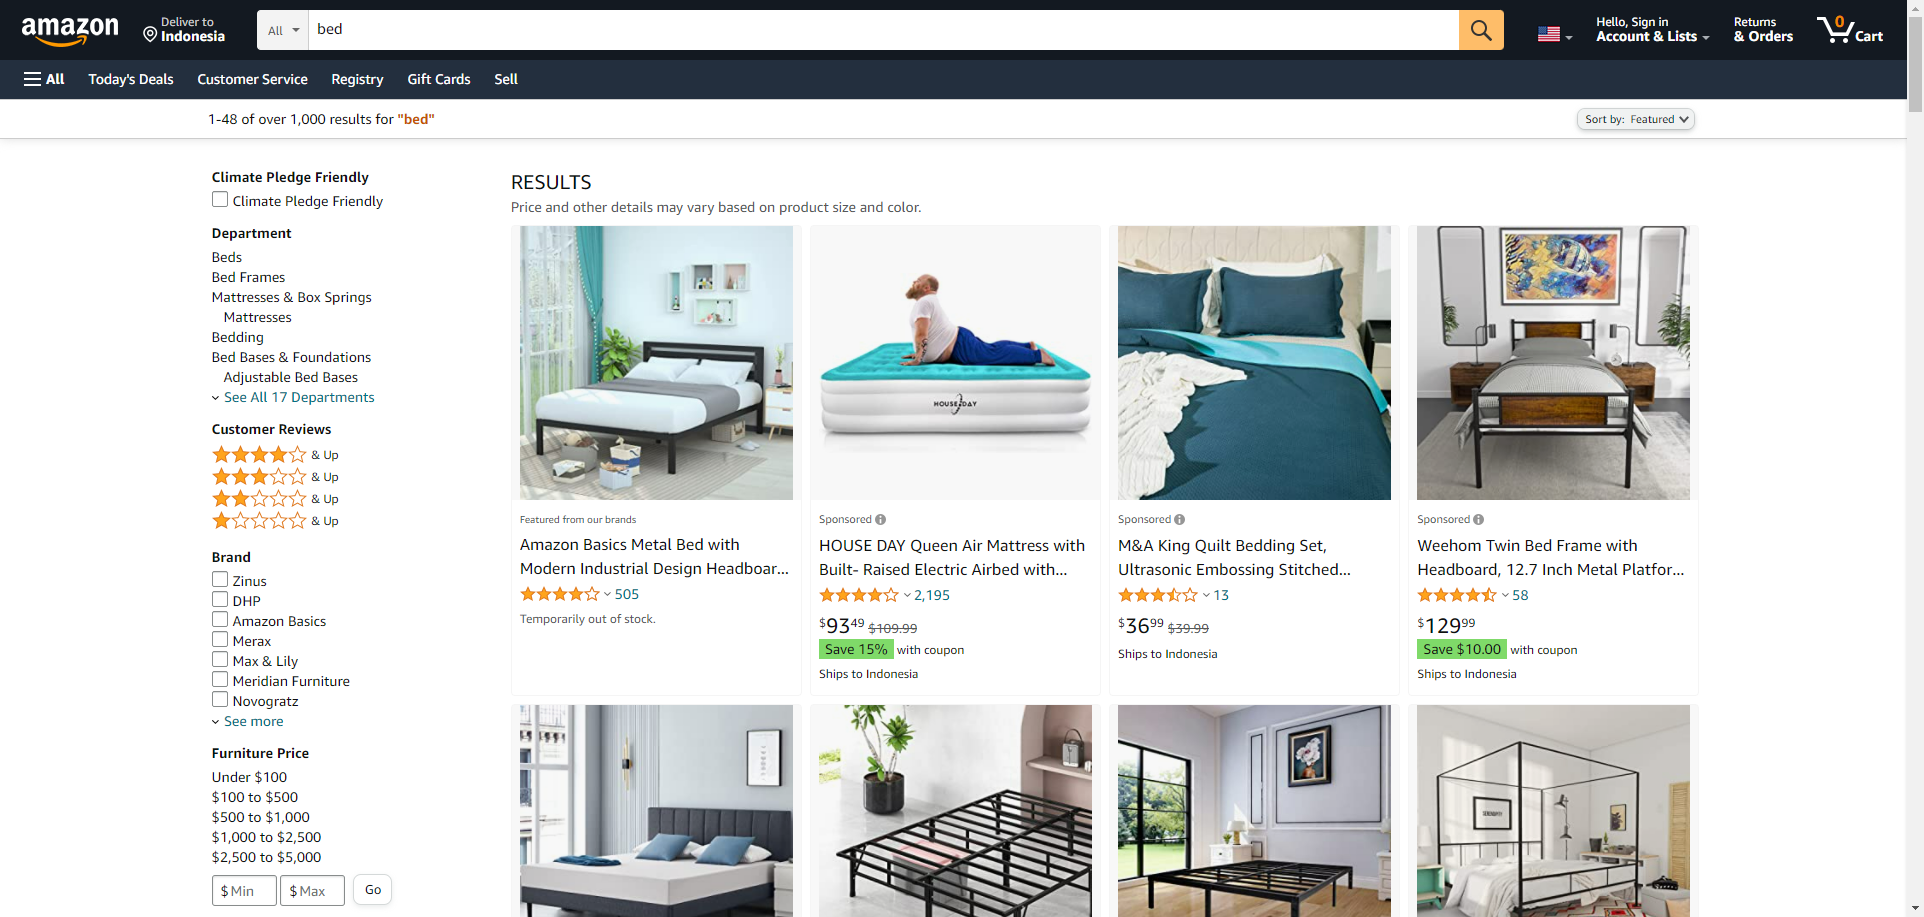 amazon
Deliver to
Indonesia
All
bed
Hello, Sign in
Account & Lists
Returns
& Orders
0
Cart
All
Today's Deals
Customer Service
Registry
Gift Cards
Sell
1-48 of over 1,000 results for "bed"
Sort by: Featured
Climate Pledge Friendly
Climate Pledge Friendly
Department
Beds
Bed Frames
Mattresses & Box Springs
Mattresses
Bedding
Bed Bases & Foundations
Adjustable Bed Bases
See All 17 Departments
Customer Reviews
& Up
& Up
& Up
& Up
Brand
Zinus
DHP
Amazon Basics
Merax
Max & Lily
Meridian Furniture
Novogratz
See more
Furniture Price
Under $100
$100 to $500
$500 to $1,000
$1,000 to $2,500
$2,500 to $5,000
$ Min
$ Max
Go
RESULTS
Price and other details may vary based on product size and color.
Featured from our brands
Amazon Basics Metal Bed with
Modern Industrial Design Headboar...
505
Temporarily out of stock.
HOUSE DAY
Sponsored
HOUSE DAY Queen Air Mattress with
Built- Raised Electric Airbed with...
2,195
$93.49 $109.99
Save 15% with coupon
Ships to Indonesia
Sponsored
M&A King Quilt Bedding Set,
Ultrasonic Embossing Stitched...
13
$36.99 $39.99
Ships to Indonesia
Sponsored
Weehom Twin Bed Frame with
Headboard, 12.7 Inch Metal Platfor...
58
$129.99
Save $10.00 with coupon
Ships to Indonesia
SERENDIPITY